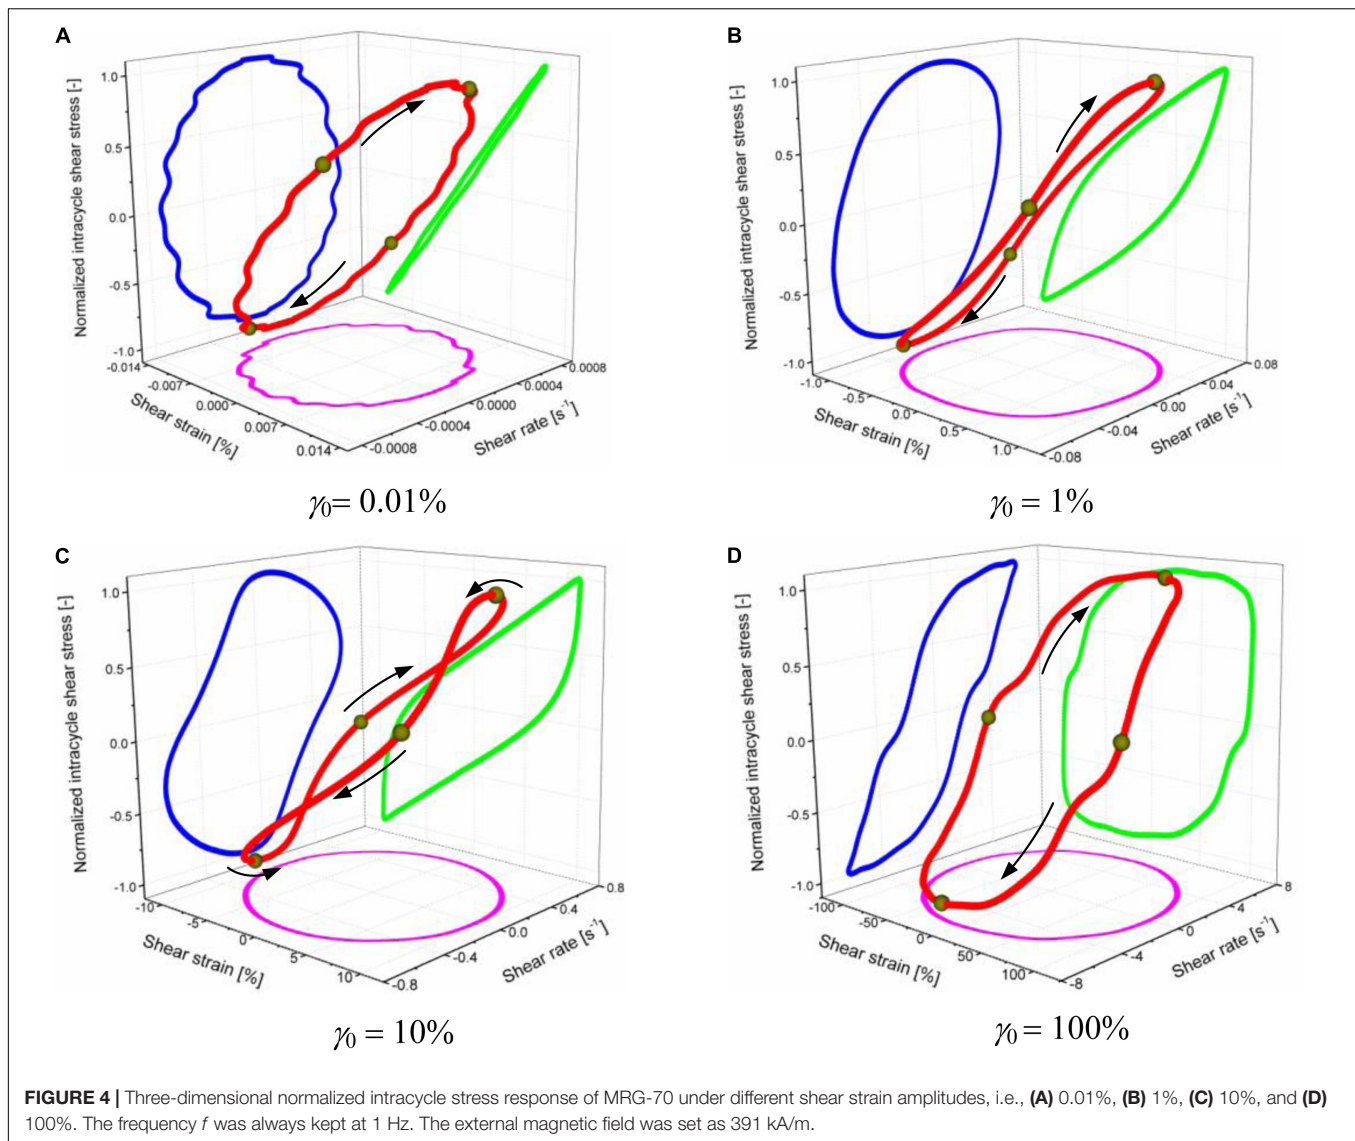 A
Normalized intracycle shear stress [-]
1.0
0.5
0.0
-0.5
-1.0
-0.014
-0.007
0.000
0.007
0.014
Shear strain [%]
-0.0008
-0.0004
0.0000
0.0004
0.0008
Shear rate [s⁻¹]
γ₀= 0.01%
B
Normalized intracycle shear stress [-]
1.0
0.5
0.0
-0.5
-1.0
-1.0
-0.5
0.0
0.5
1.0
Shear strain [%]
-0.08
-0.04
0.00
0.04
0.08
Shear rate [s⁻¹]
γ₀ = 1%
C
Normalized intracycle shear stress [-]
1.0
0.5
0.0
-0.5
-1.0
-10
-5
0
5
10
Shear strain [%]
-0.8
-0.4
0.0
0.4
0.8
Shear rate [s⁻¹]
γ₀ = 10%
D
Normalized intracycle shear stress [-]
1.0
0.5
0.0
-0.5
-1.0
-100
-50
0
50
100
Shear strain [%]
-8
-4
0
4
8
Shear rate [s⁻¹]
γ₀ = 100%
FIGURE 4 | Three-dimensional normalized intracycle stress response of MRG-70 under different shear strain amplitudes, i.e., (A) 0.01%, (B) 1%, (C) 10%, and (D)
100%. The frequency f was always kept at 1 Hz. The external magnetic field was set as 391 kA/m.